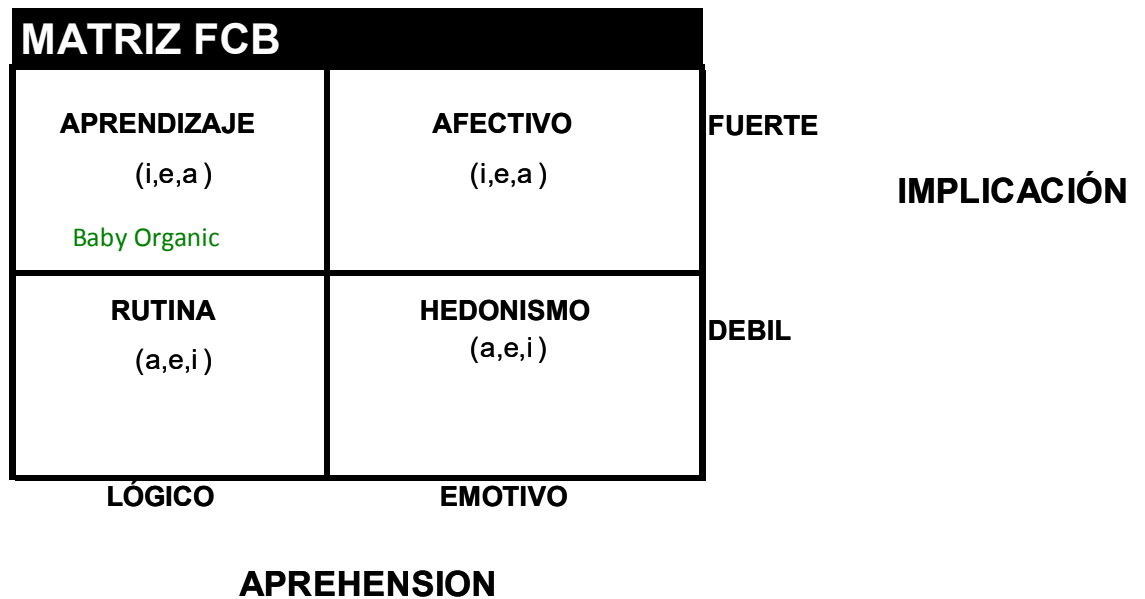 MATRIZ FCB
APRENDIZAJE
AFECTIVO
FUERTE
(i,e,a )
(i,e,a )
IMPLICACIÓN
Baby Organic
RUTINA
HEDONISMO
DEBIL
(a,e,i )
(a,e,i )
LÓGICO
EMOTIVO
APREHENSION